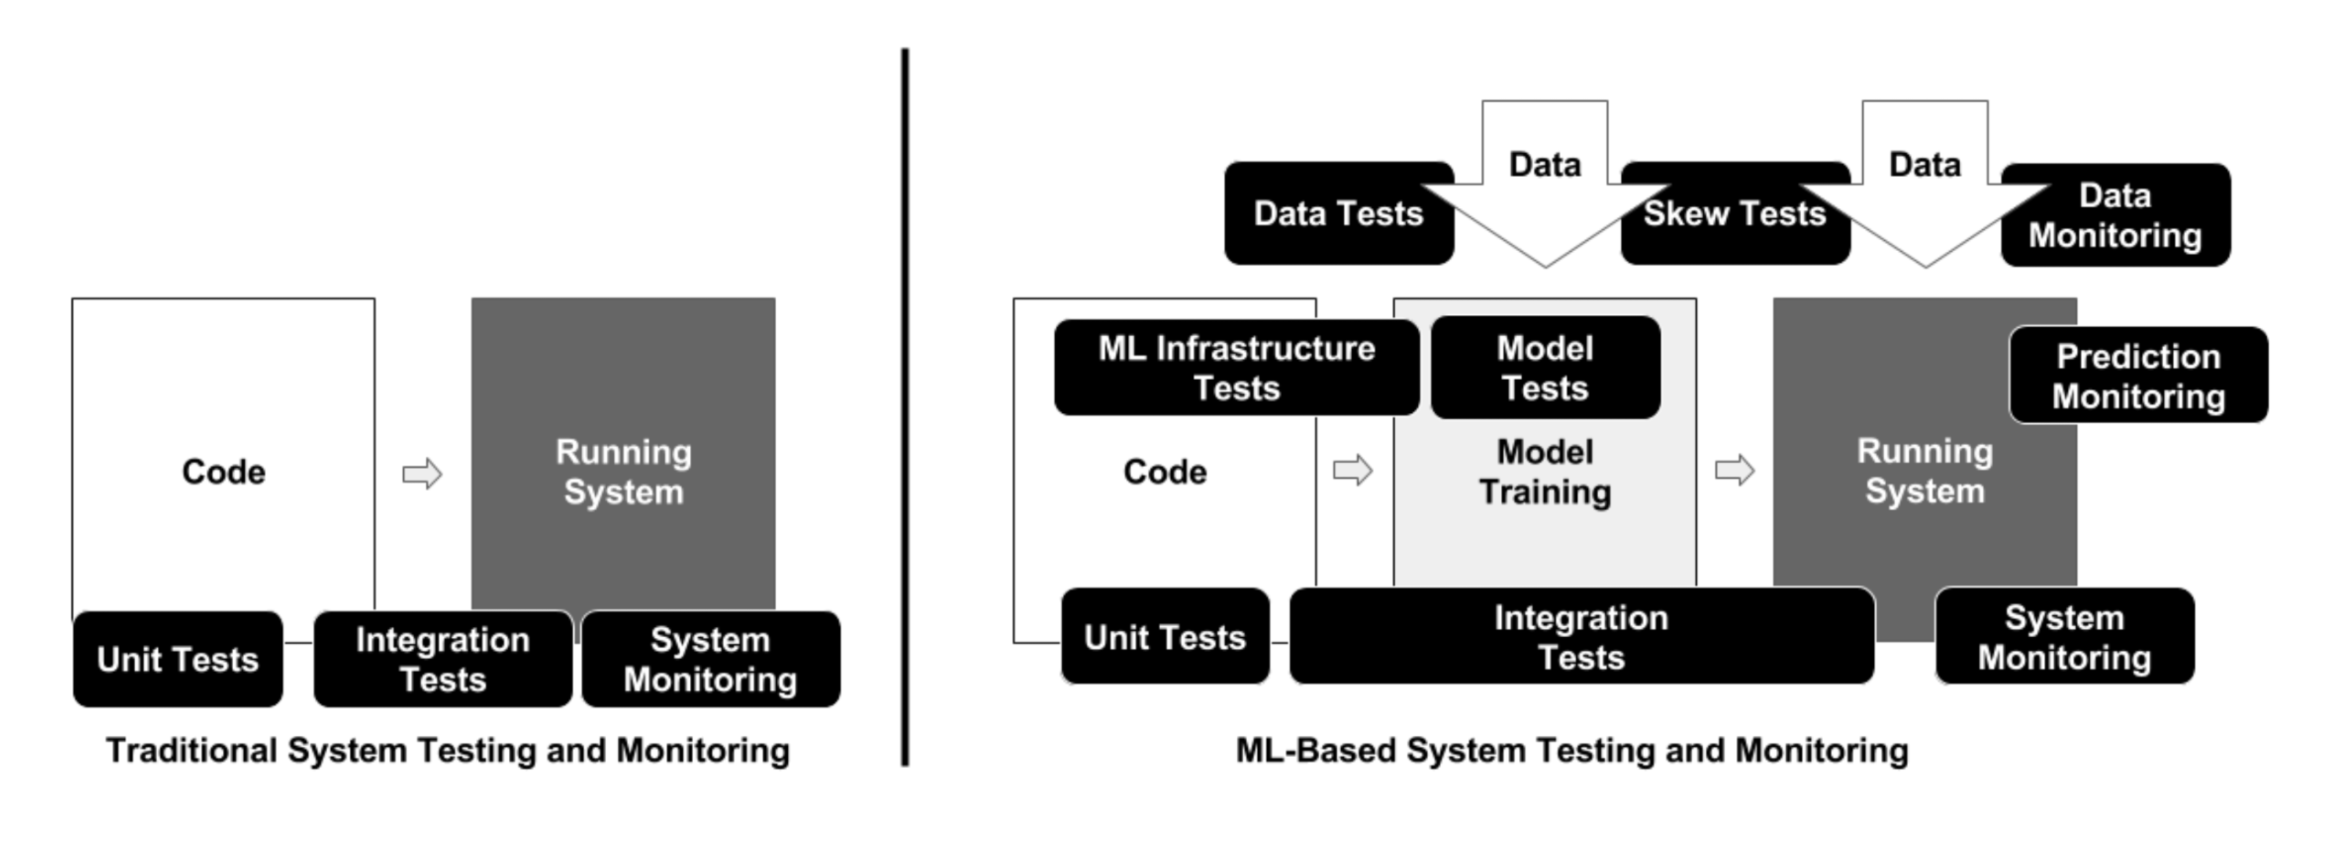 Code
Running
System
Unit Tests
Integration
Tests
System
Monitoring
Traditional System Testing and Monitoring
Data
Data
Data Tests
Skew Tests
Data
Monitoring
ML Infrastructure
Tests
Model
Tests
Prediction
Monitoring
Code
Model
Training
Running
System
Unit Tests
Integration
Tests
System
Monitoring
ML-Based System Testing and Monitoring